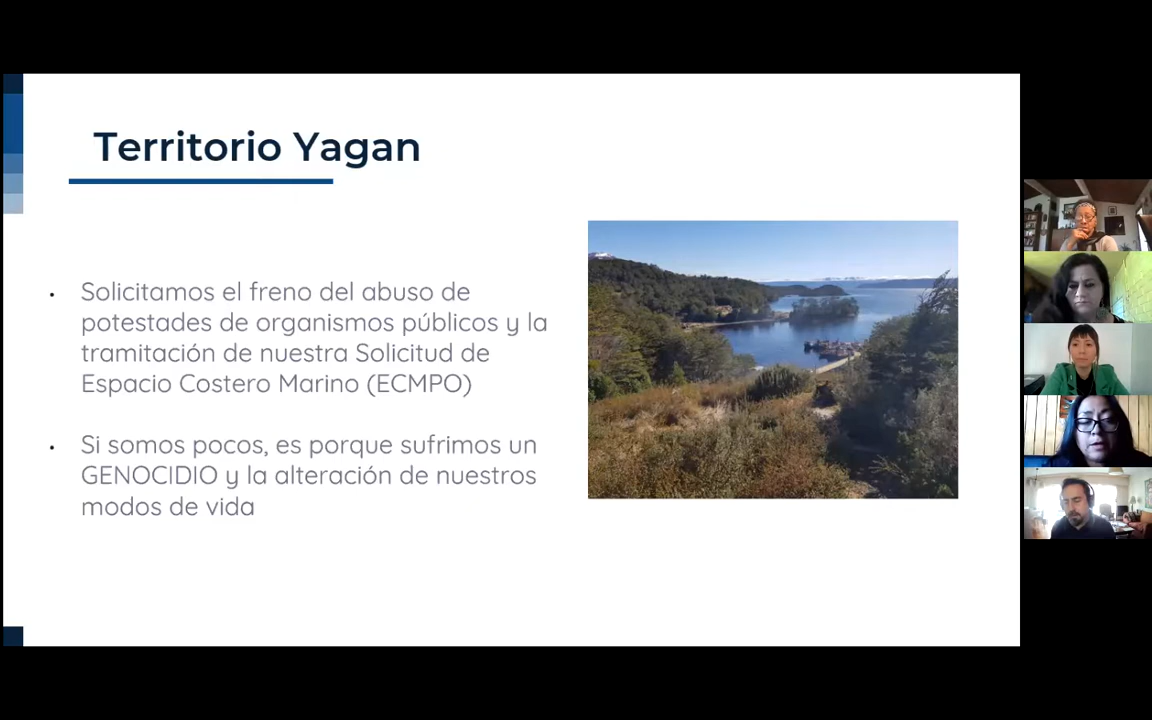 Territorio Yagan
Solicitamos el freno del abuso de
potestades de organismos públicos y la
tramitación de nuestra Solicitud de
Espacio Costero Marino (ECMPO)
Si somos pocos, es porque sufrimos un
GENOCIDIO y la alteración de nuestros
modos de vida